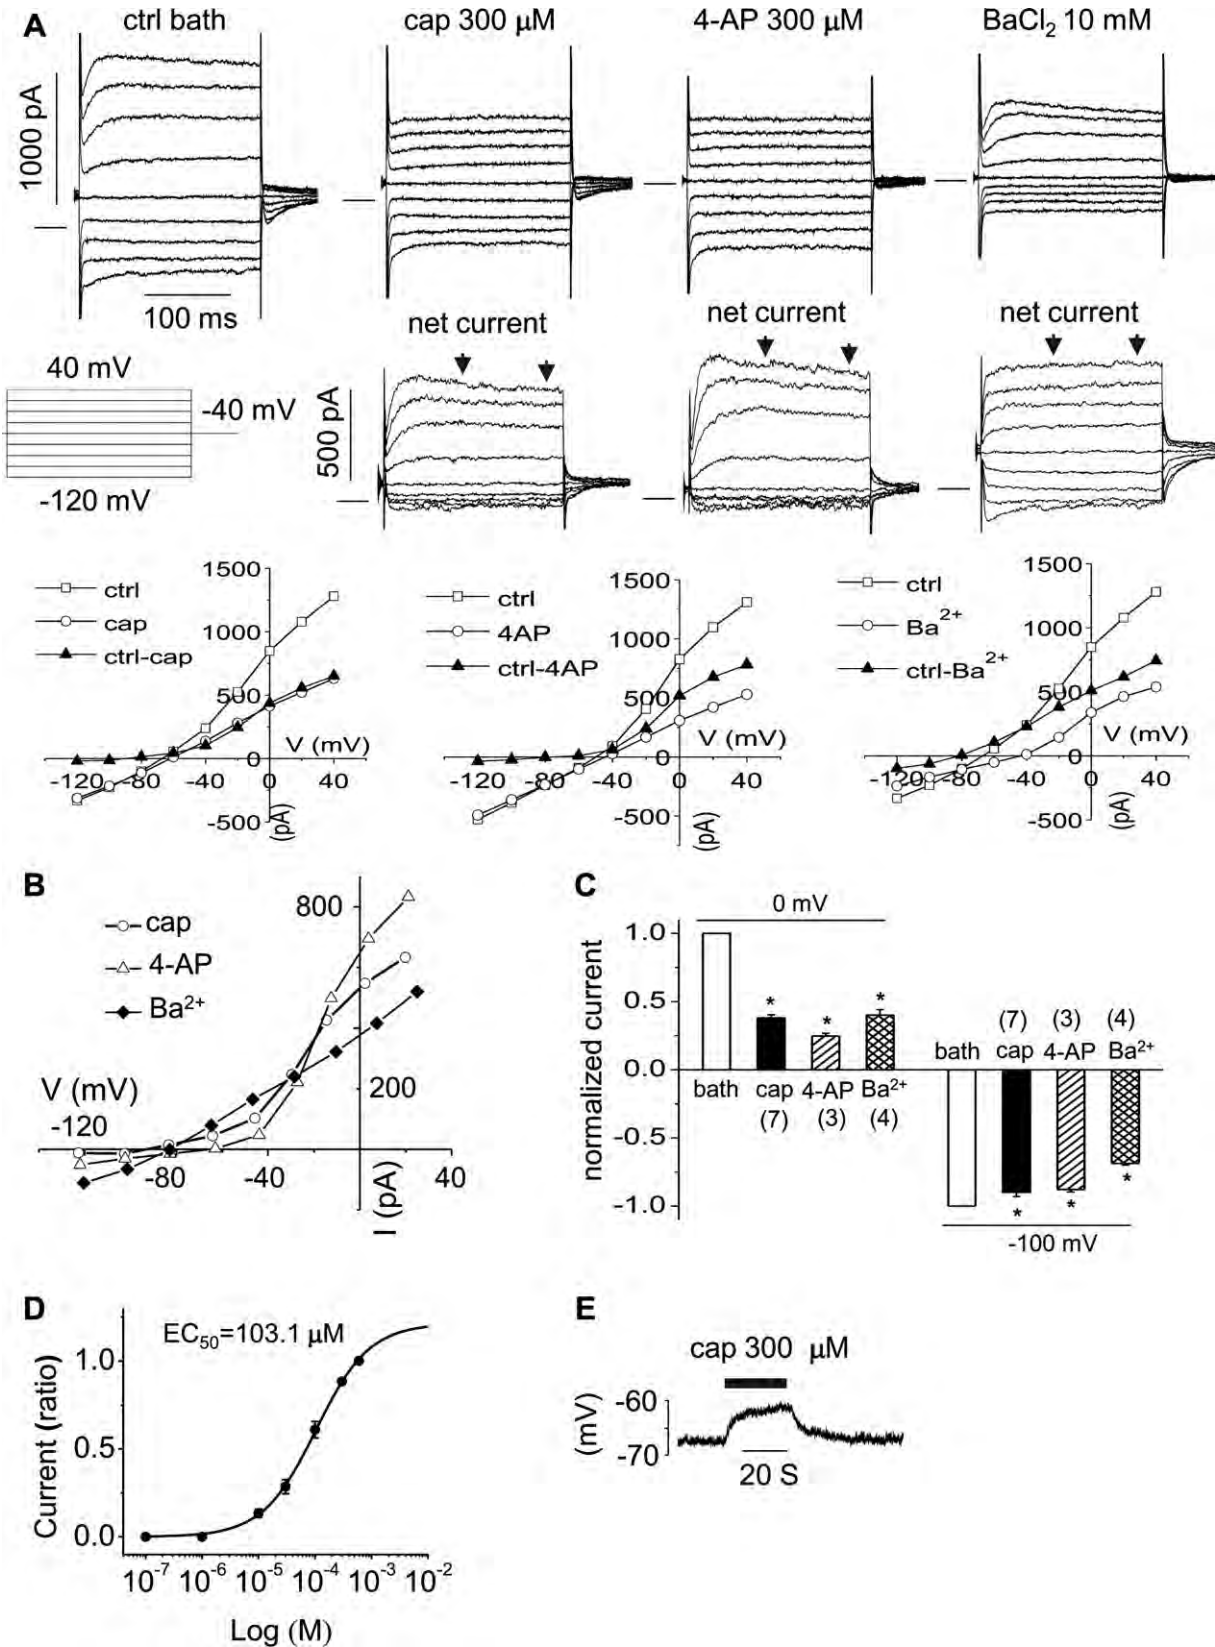 A
ctrl bath
cap 300 μM
4-AP 300 μM
BaCl₂ 10 mM
1000 pA
100 ms
net current
net current
net current
40 mV
-40 mV
-120 mV
500 pA
ctrl
cap
ctrl-cap
1500
1000
500
0
-500
V (mV)
-120
-80
-40
0
40
(pA)
ctrl
4AP
ctrl-4AP
1500
1000
500
0
-500
V (mV)
-120
-80
-40
0
40
(pA)
ctrl
Ba²⁺
ctrl-Ba²⁺
1500
1000
500
0
-500
V (mV)
-120
-80
-40
0
40
(pA)
B
cap
4-AP
Ba²⁺
800
200
V (mV)
-120
-80
-40
40
I (pA)
C
0 mV
normalized current
1.0
0.5
0.0
-0.5
-1.0
* * *
bath cap 4-AP Ba²⁺
(7) (3) (4)
(7) (3) (4)
bath cap 4-AP Ba²⁺
* * *
-100 mV
D
EC₅₀=103.1 μM
Current (ratio)
1.0
0.5
0.0
10⁻⁷ 10⁻⁶ 10⁻⁵ 10⁻⁴ 10⁻³ 10⁻²
Log (M)
E
cap 300 μM
-60
-70
(mV)
20 S